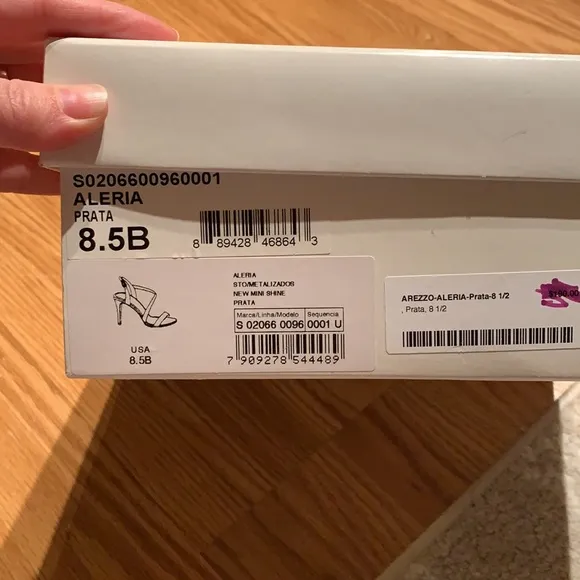 S0206600960001
ALERIA
PRATA
8.5B
8 89428 46864 3
ALERIA
STO/METALIZADOS
NEW MINI SHINE
PRATA
Marca/Linha/Modelo Sequencia
S 02066 0096 0001 U
USA
8.5B
7 909278 544489
AREZZO-ALERIA-Prata-8 1/2
, Prata, 8 1/2